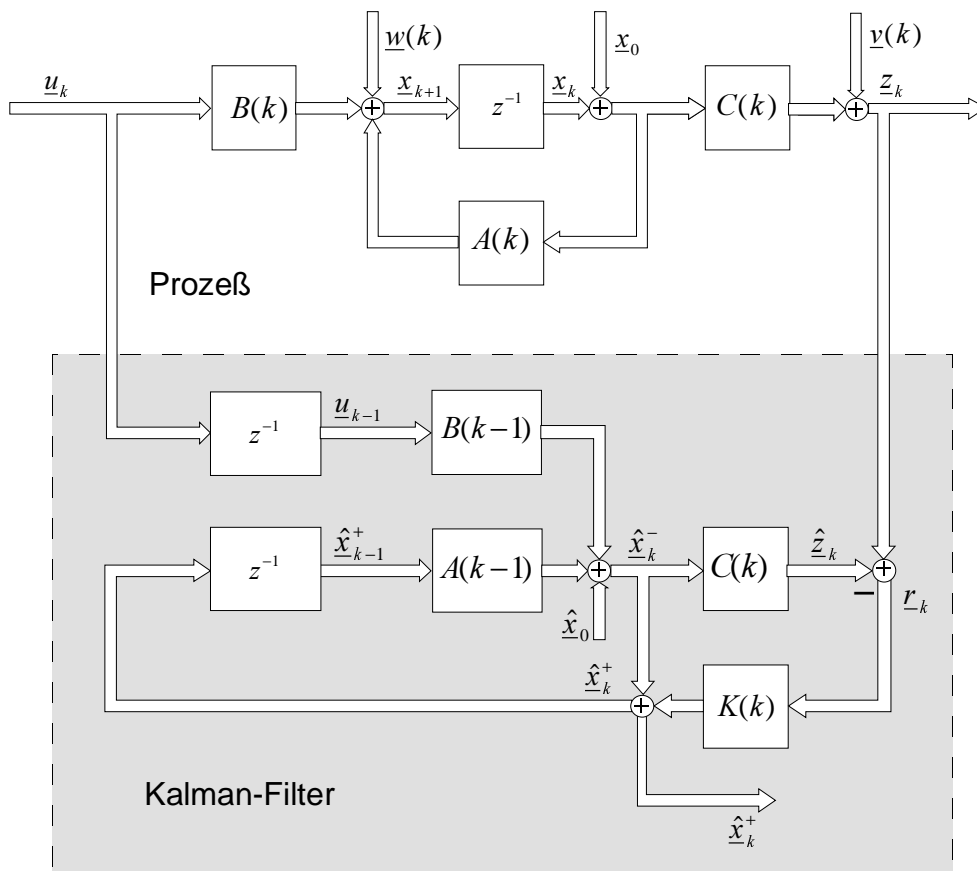 w(k)
x_0
v(k)
u_k
B(k)
x_{k+1}
z^{-1}
x_k
C(k)
z_k
A(k)
Prozeß
z^{-1}
u_{k-1}
B(k-1)
z^{-1}
x̂^+_{k-1}
A(k-1)
x̂^-_k
C(k)
ẑ_k
r_k
x̂_0
x̂^+_k
K(k)
Kalman-Filter
x̂^+_k